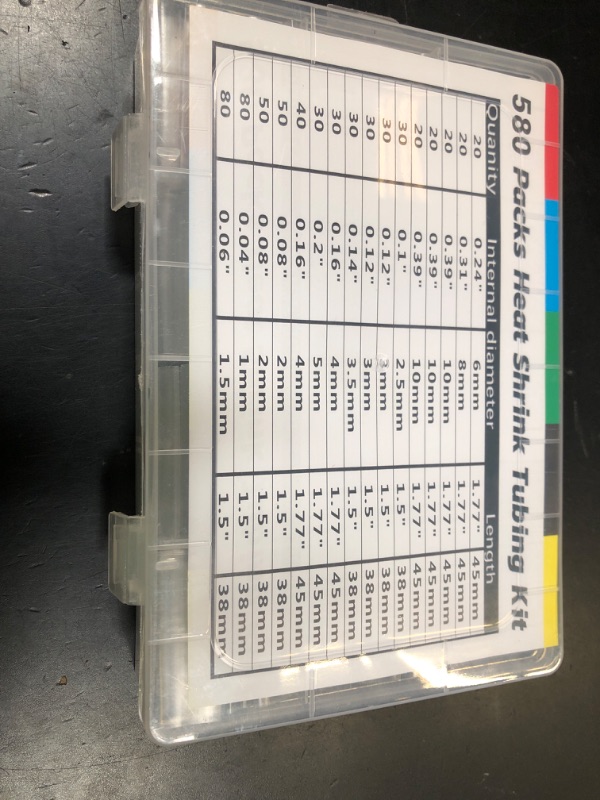 580 Packs Heat Shrink Tubing Kit
Quanity Internal diameter Length
20 0.24" 6mm 1.77" 45mm
20 0.31" 8mm 1.77" 45mm
20 0.39" 10mm 1.77" 45mm
20 0.39" 10mm 1.77" 45mm
20 0.39" 10mm 1.77" 45mm
30 0.1" 2.5mm 1.5" 38mm
30 0.12" 3mm 1.5" 38mm
30 0.12" 3mm 1.5" 38mm
30 0.14" 3.5mm 1.5" 38mm
30 0.16" 4mm 1.77" 45mm
30 0.2" 5mm 1.77" 45mm
40 0.16" 4mm 1.77" 45mm
50 0.08" 2mm 1.5" 38mm
50 0.08" 2mm 1.5" 38mm
80 0.04" 1mm 1.5" 38mm
80 0.06" 1.5mm 1.5" 38mm